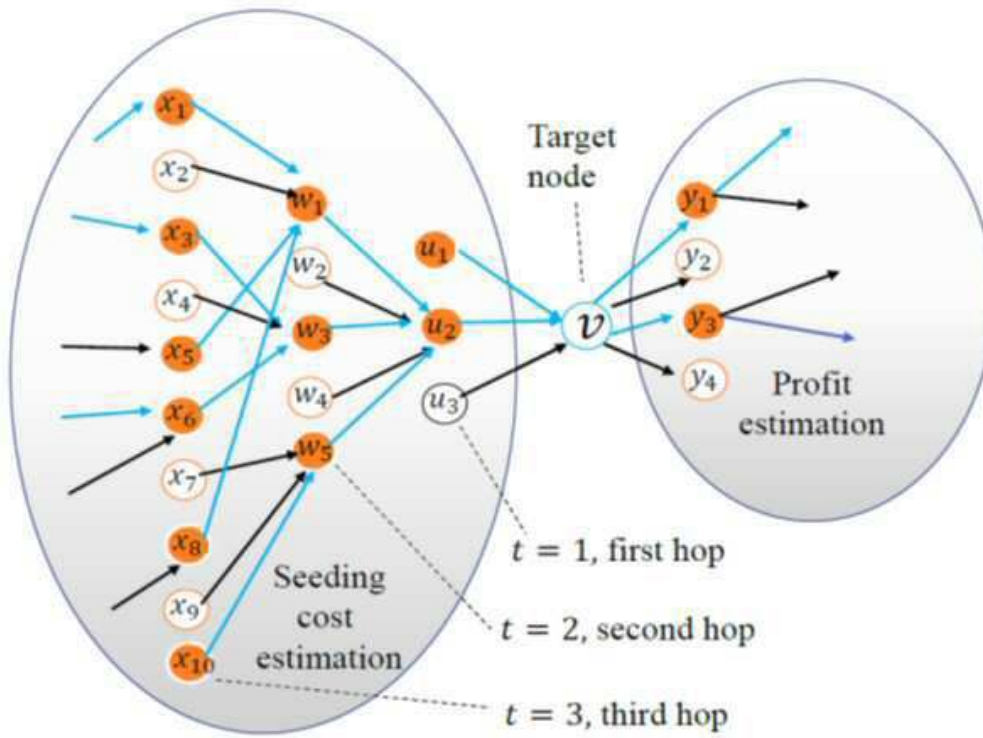 x₁
x₂
x₃
x₄
x₅
x₆
x₇
x₈
x₉
x₁₀
w₁
w₂
w₃
w₄
w₅
u₁
u₂
u₃
Target
node
v
y₁
y₂
y₃
y₄
Profit
estimation
Seeding
cost
estimation
t = 1, first hop
t = 2, second hop
t = 3, third hop